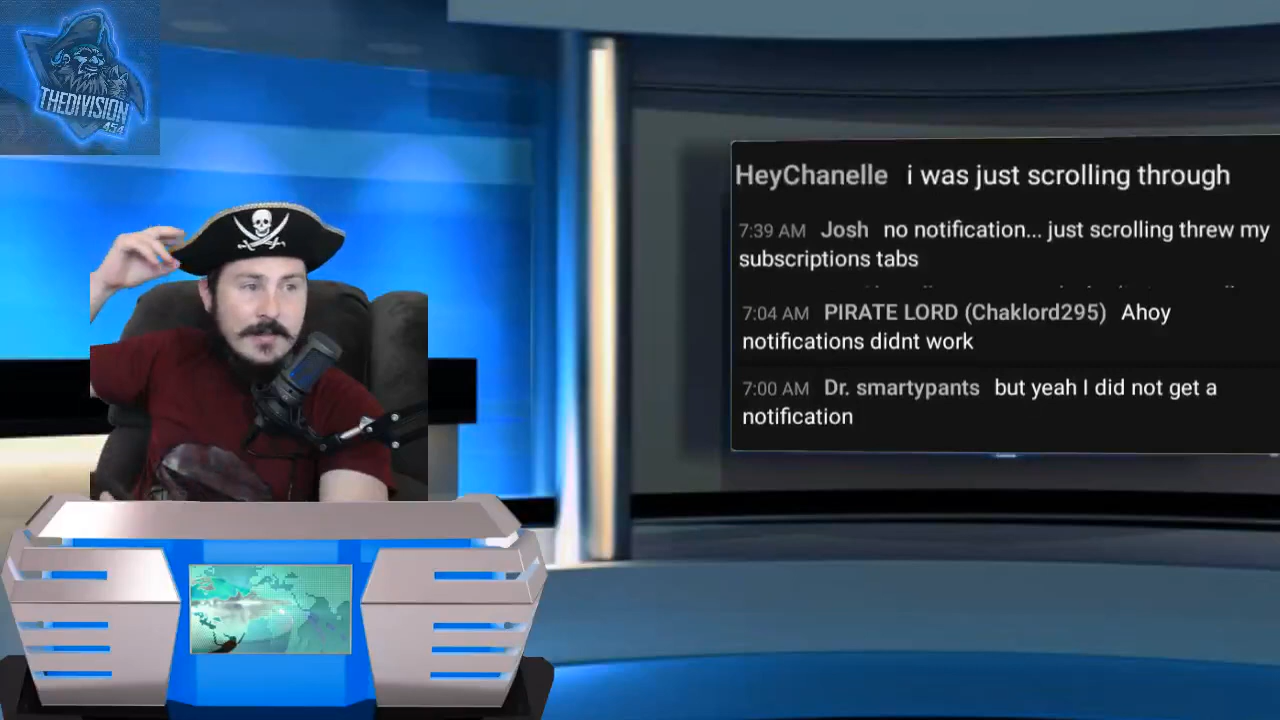 THEDIVISION
454
HeyChanelle i was just scrolling through
7:39 AM Josh no notification... just scrolling threw my
subscriptions tabs
7:04 AM PIRATE LORD (Chaklord295) Ahoy
notifications didnt work
7:00 AM Dr. smartypants but yeah I did not get a
notification